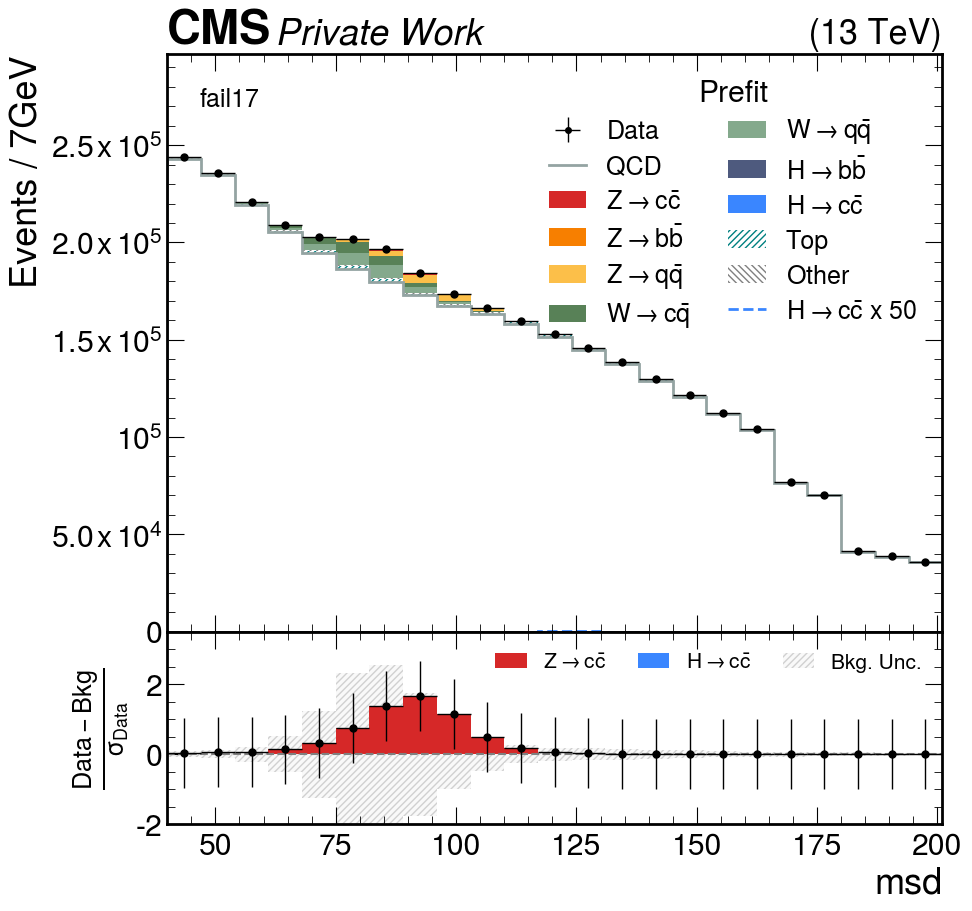 CMS Private Work (13 TeV)
Events / 7GeV
fail17
Prefit
Data
QCD
Z→cc̄
Z→bb̄
Z→qq̄
W→cq̄
W→qq̄
H→bb̄
H→cc̄
Top
Other
H→cc̄ x 50
2.5 x 10⁵
2.0 x 10⁵
1.5 x 10⁵
10⁵
5.0 x 10⁴
0
Z→cc̄ H→cc̄ Bkg. Unc.
Data − Bkg
σData
2
0
-2
50 75 100 125 150 175 200
msd